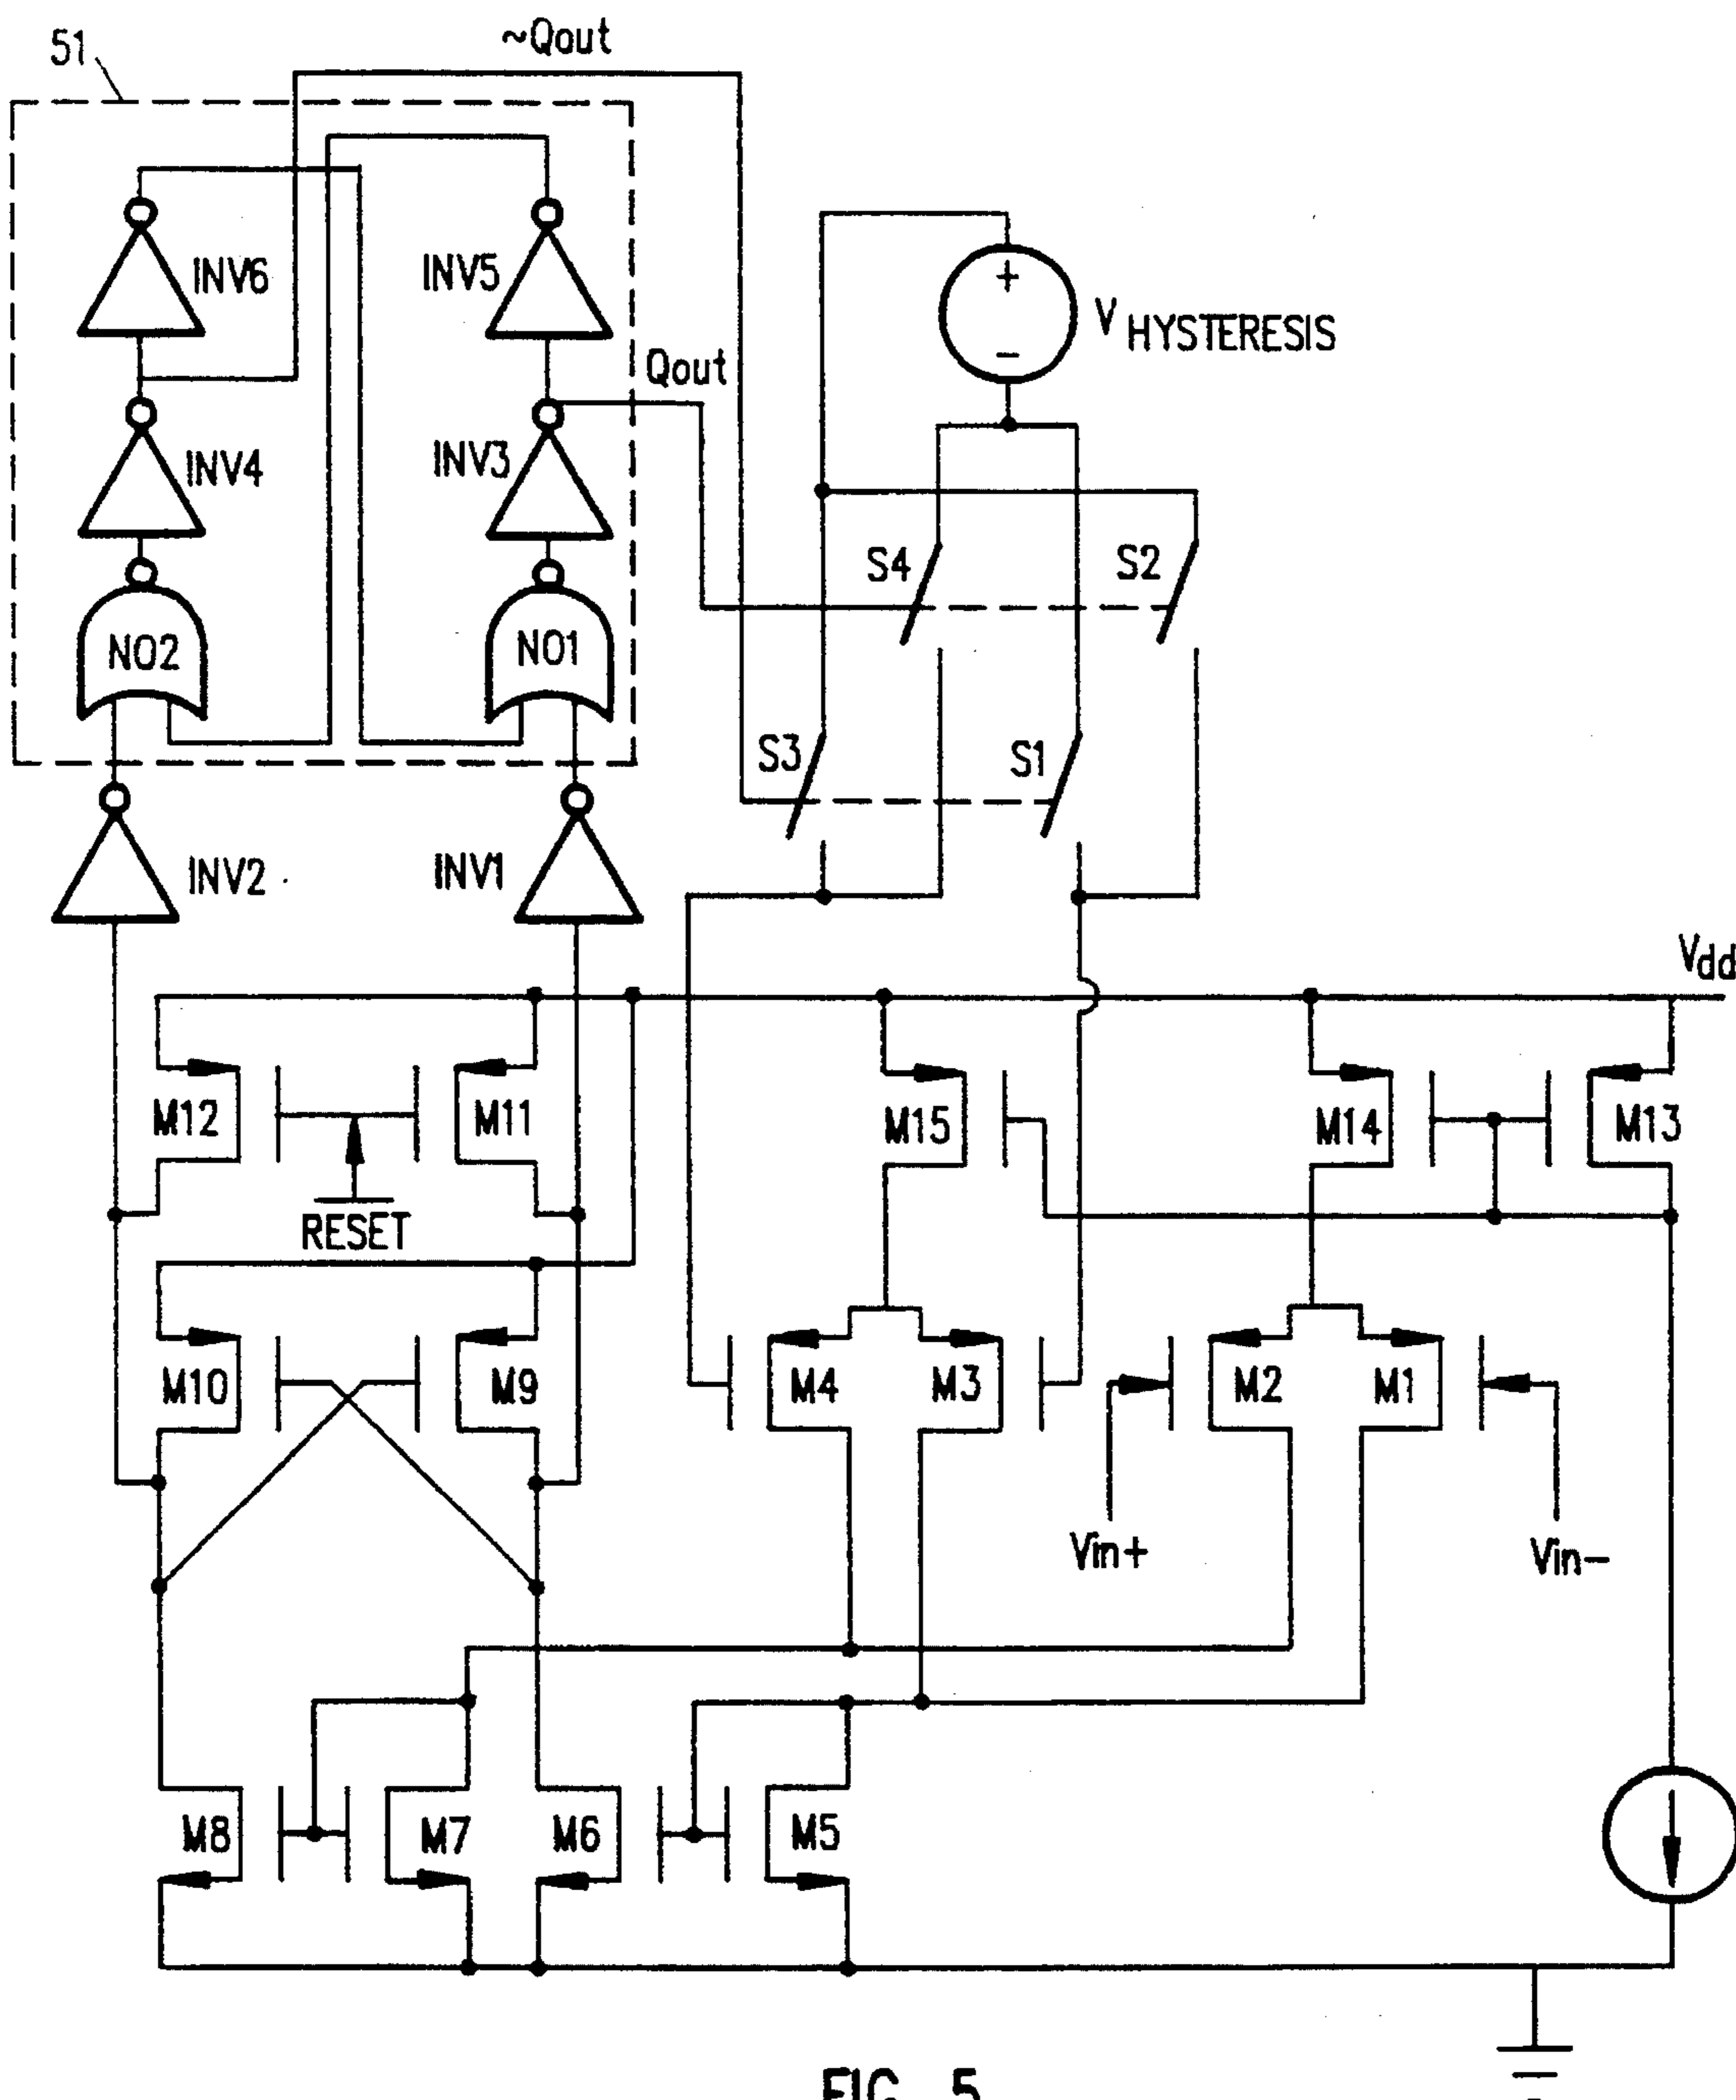 51
~Qout
INV6
INV5
+
V HYSTERESIS
-
Qout
INV4
INV3
S4
S2
NO2
NO1
S3
S1
INV2
INV1
Vdd
M12
M11
M15
M14
M13
RESET
M10
M9
M4
M3
M2
M1
Vin+
Vin-
M8
M7
M6
M5
FIG. 5